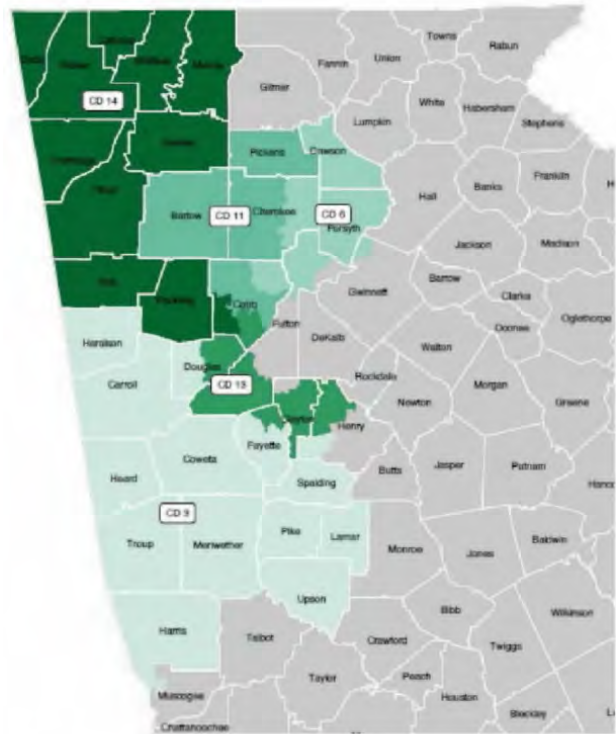 Towns
Rabun
Union
Fannin
Gilmer
White
Habersham
Lumpkin
Stephens
CD 14
Pickens
Dawson
Franklin
Hall
Banks
Bartow
CD 11
Cherokee
CD 6
Forsyth
Jackson
Madison
Gwinnett
Barrow
Clarke
Cobb
Oconee
Oglethorpe
Fulton
DeKalb
Haralson
Walton
Douglas
Rockdale
Carroll
CD 13
Newton
Morgan
Greene
Clayton
Henry
Fayette
Coweta
Butts
Jasper
Putnam
Heard
Spalding
Hanco
CD 3
Pike
Lamar
Troup
Meriwether
Monroe
Jones
Baldwin
Upson
Bibb
Wilkinson
Harris
Talbot
Crawford
Twiggs
Taylor
Peach
Muscogee
Houston
Bleckley
Chattahoochee